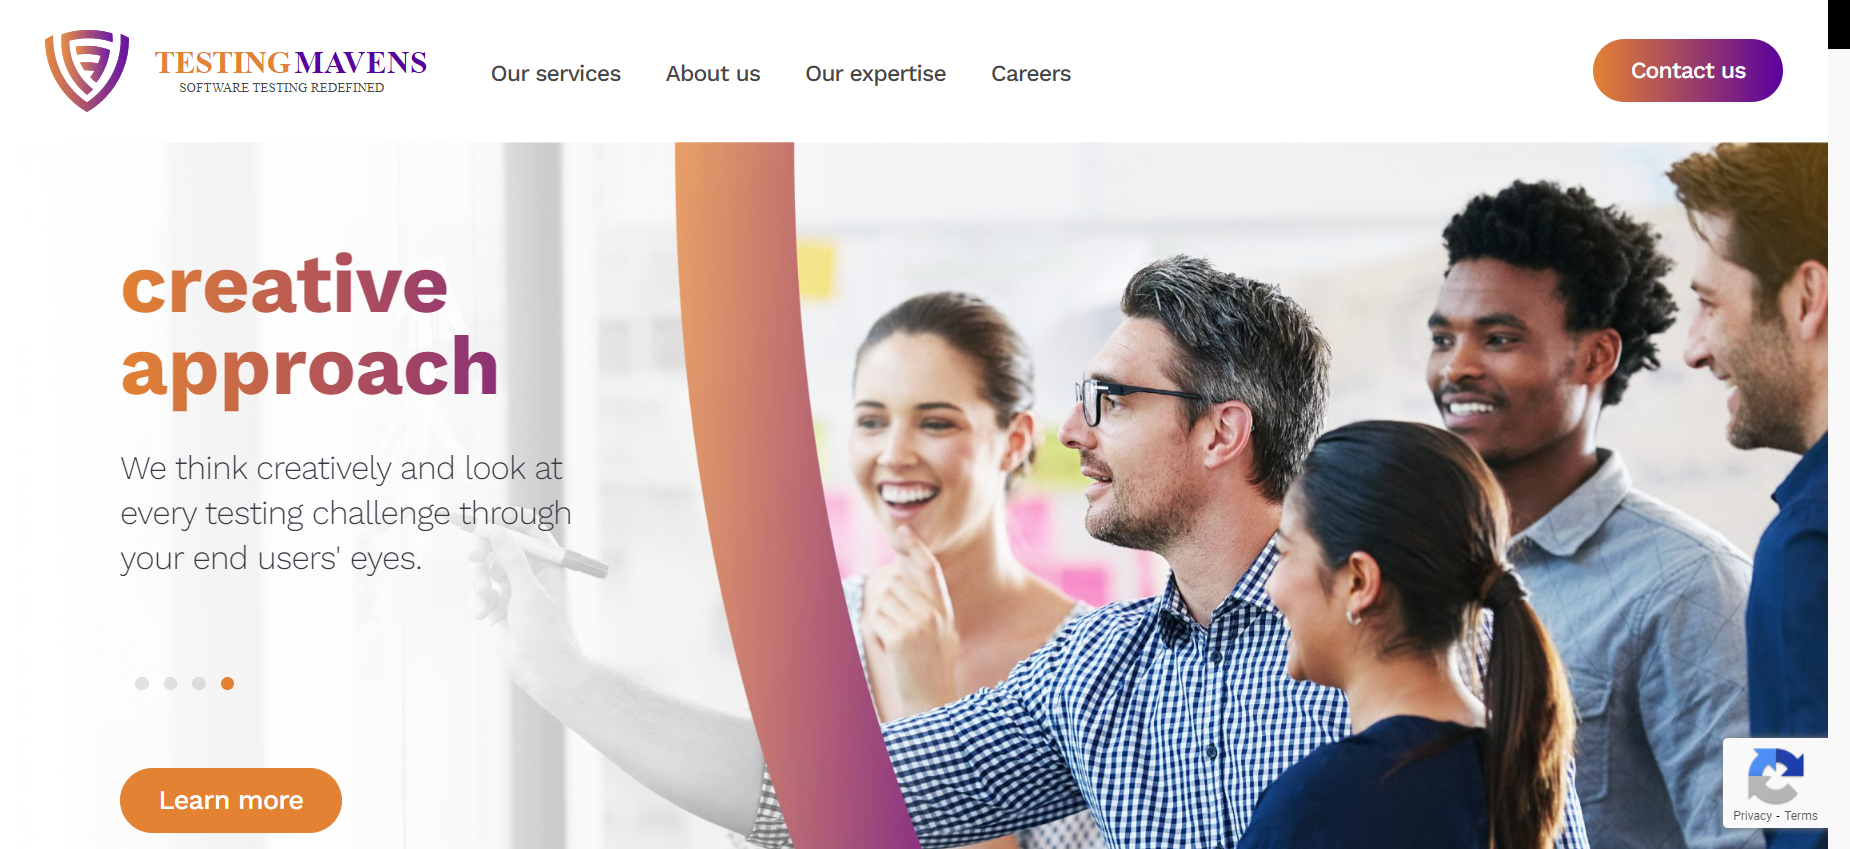 TESTING MAVENS
SOFTWARE TESTING REDEFINED
Our services
About us
Our expertise
Careers
Contact us
creative
approach
We think creatively and look at
every testing challenge through
your end users' eyes.
Learn more
Privacy - Terms